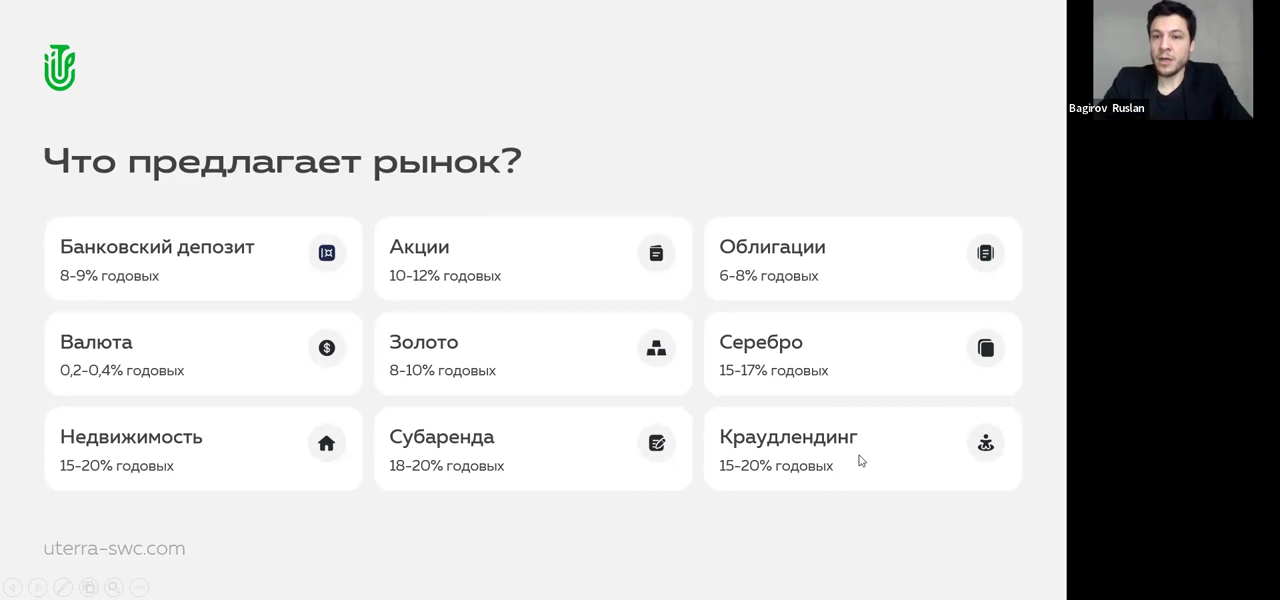 Bagirov Ruslan
Что предлагает рынок?
Банковский депозит
8-9% годовых
Акции
10-12% годовых
Облигации
6-8% годовых
Валюта
0,2-0,4% годовых
Золото
8-10% годовых
Серебро
15-17% годовых
Недвижимость
15-20% годовых
Субаренда
18-20% годовых
Краудлендинг
15-20% годовых
uterra-swc.com